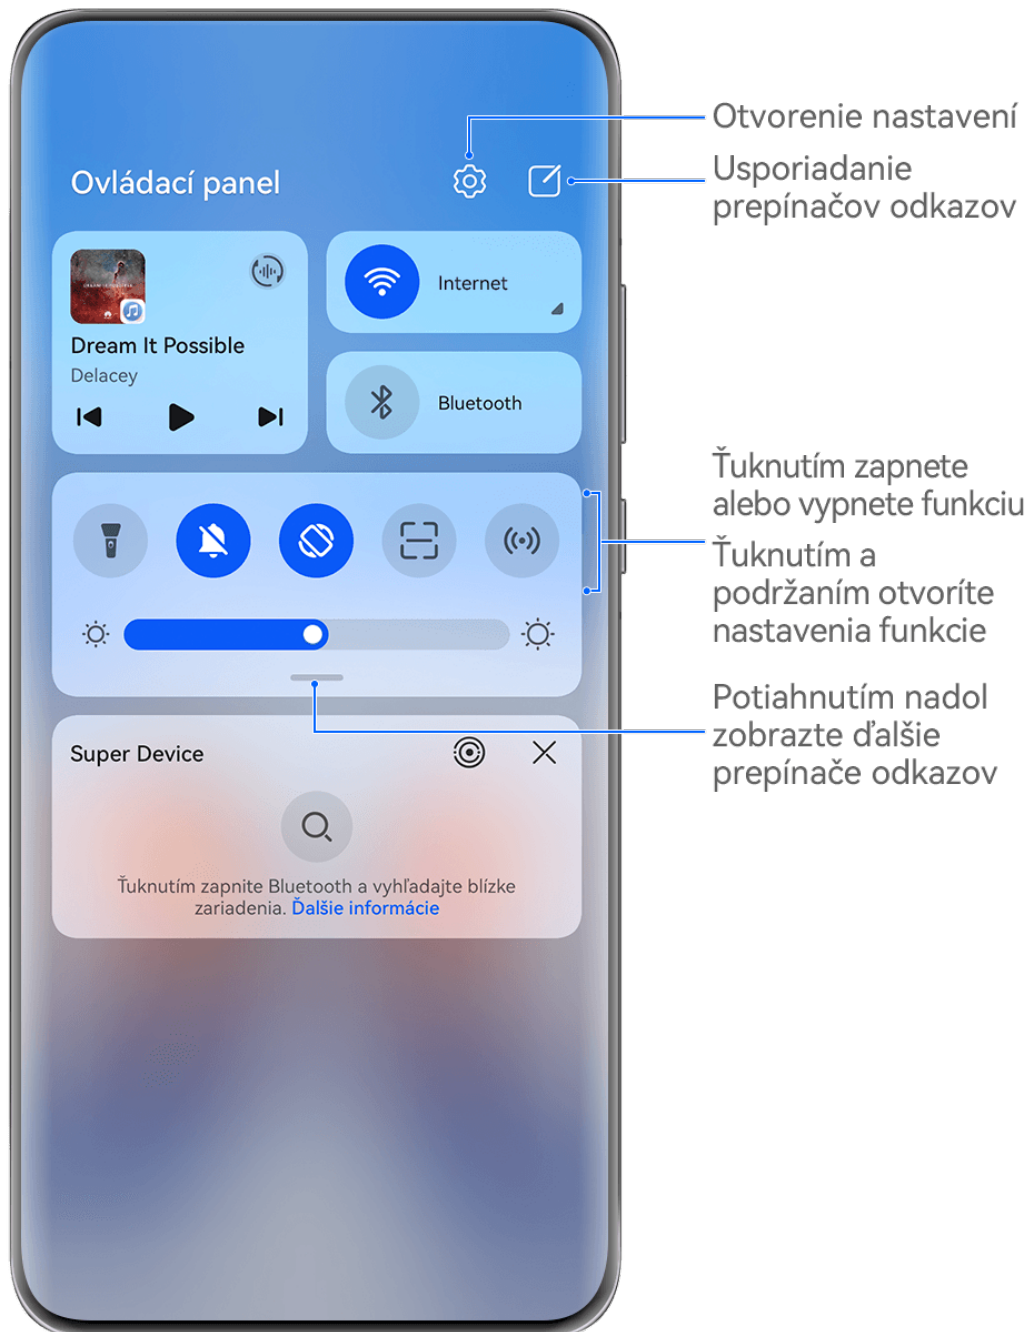 Otvorenie nastavení
Ovládací panel
Usporiadanie
prepínačov odkazov
Internet
Dream It Possible
Delacey
Bluetooth
Ťuknutím zapnete
alebo vypnete funkciu
Ťuknutím a
podržaním otvoríte
nastavenia funkcie
Potiahnutím nadol
zobrazte ďalšie
prepínače odkazov
Super Device
Ťuknutím zapnite Bluetooth a vyhľadajte blízke
zariadenia. Ďalšie informácie